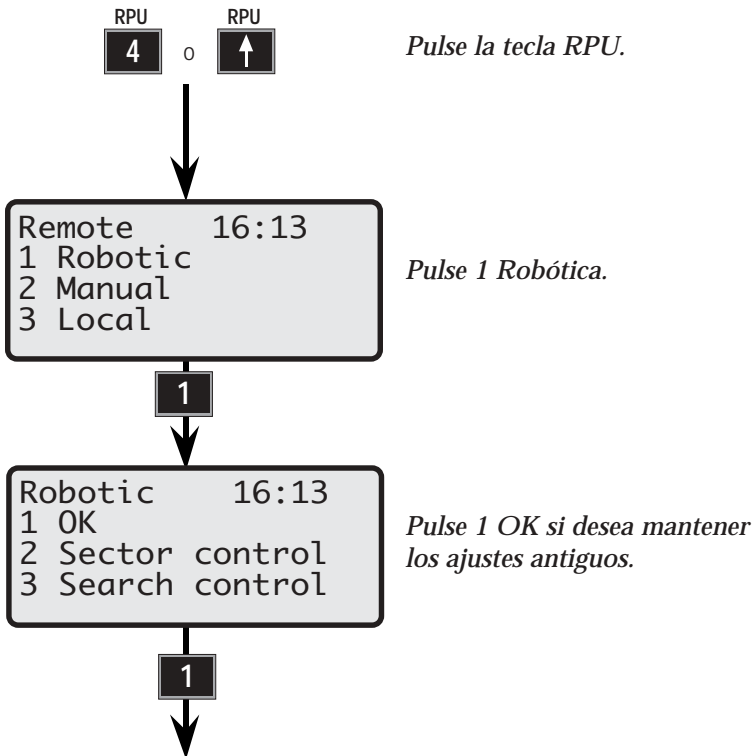 RPU RPU
4 o
Pulse la tecla RPU.
Remote 16:13
1 Robotic
2 Manual
3 Local
Pulse 1 Robótica.
1
Robotic 16:13
1 OK
2 Sector control
3 Search control
Pulse 1 OK si desea mantener
los ajustes antiguos.
1